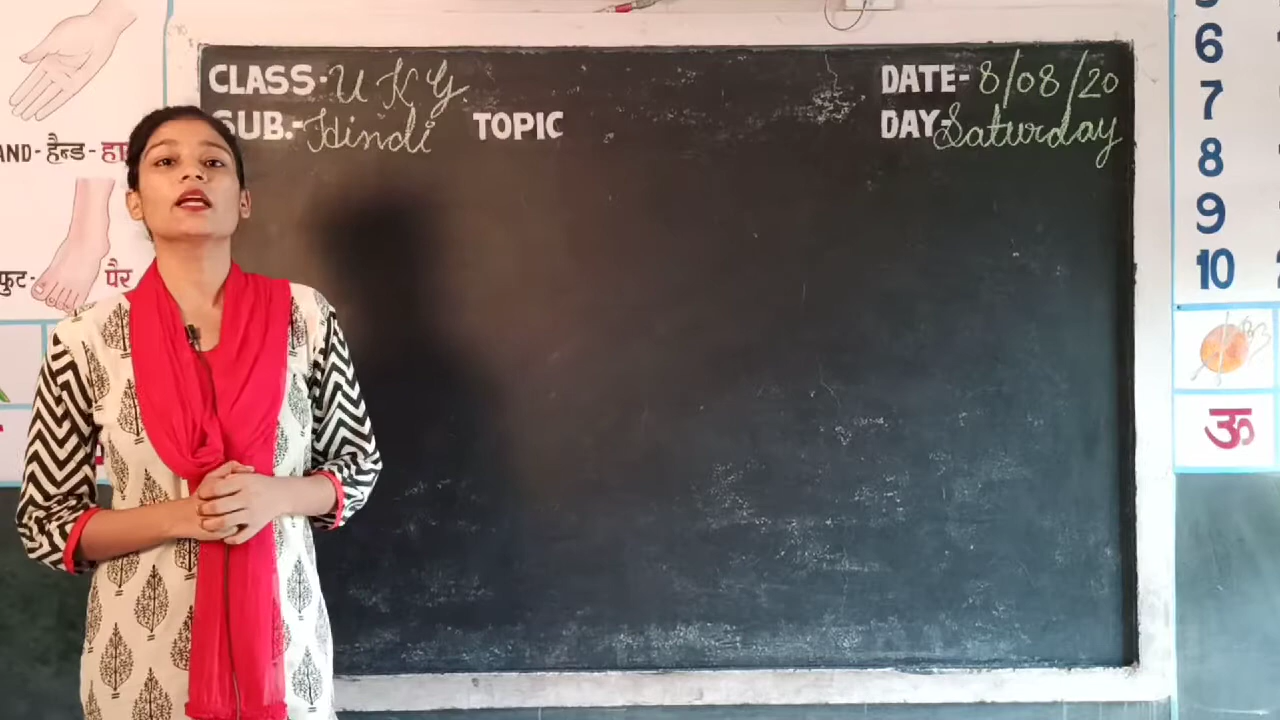 CLASS- U K G
SUB.- Hindi TOPIC
DATE- 8/08/20
DAY- Saturday
AND - हैन्ड - हा
फुट - पैर
6
7
8
9
10
ऊ